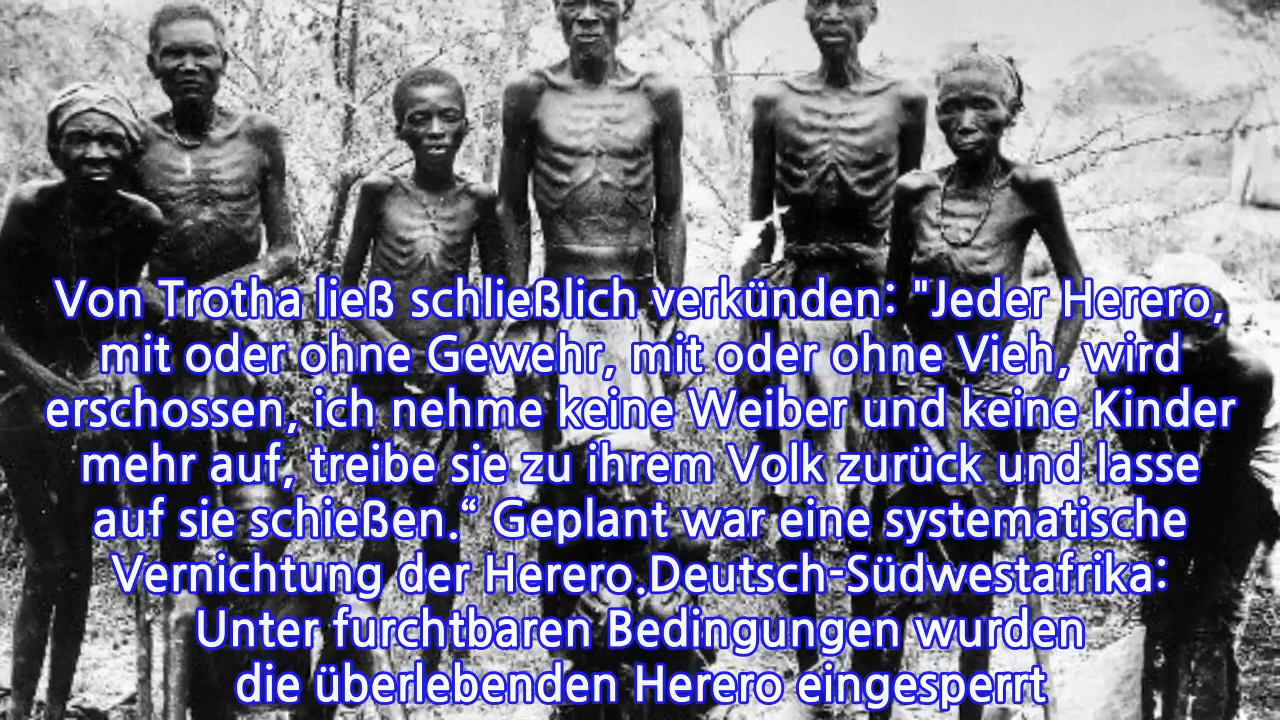 Von Trotha ließ schließlich verkünden: "Jeder Herero,
mit oder ohne Gewehr, mit oder ohne Vieh, wird
erschossen, ich nehme keine Weiber und keine Kinder
mehr auf, treibe sie zu ihrem Volk zurück und lasse
auf sie schießen.“ Geplant war eine systematische
Vernichtung der Herero.Deutsch-Südwestafrika:
Unter furchtbaren Bedingungen wurden
die überlebenden Herero eingesperrt